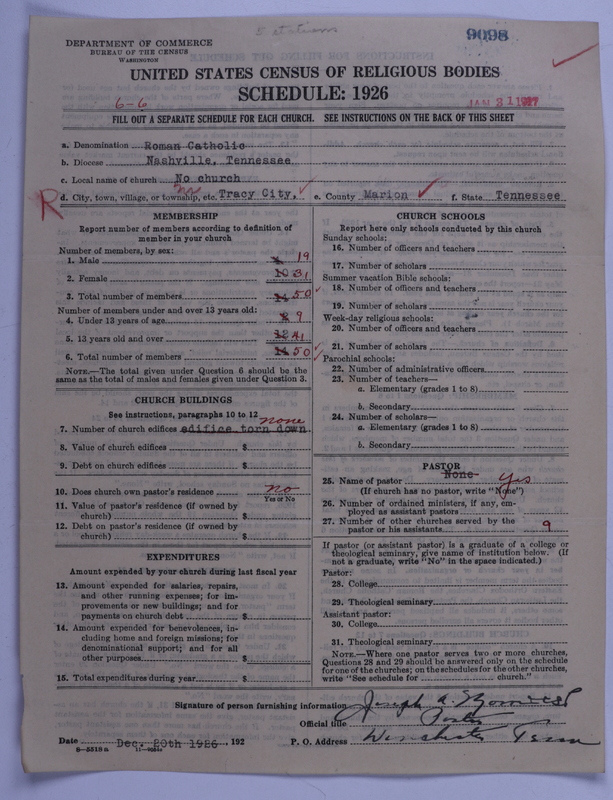 5 stations
9098
DEPARTMENT OF COMMERCE
BUREAU OF THE CENSUS
WASHINGTON
UNITED STATES CENSUS OF RELIGIOUS BODIES
SCHEDULE: 1926
6-6
JAN 31 1927
FILL OUT A SEPARATE SCHEDULE FOR EACH CHURCH. SEE INSTRUCTIONS ON THE BACK OF THIS SHEET
a. Denomination Roman Catholic
b. Diocese Nashville, Tennessee
c. Local name of church No church
R d. City, town, village, or township, etc. Tracy City, e. County Marion f. State Tennessee
MEMBERSHIP
Report number of members according to definition of
member in your church
Number of members, by sex:
1. Male 19
2. Female 10 31
3. Total number of members 14 50
Number of members under and over 13 years old:
4. Under 13 years of age 9
5. 13 years old and over 12 41
6. Total number of members 14 50
NOTE.—The total given under Question 6 should be
same as the total of males and females given under Question 3.
CHURCH BUILDINGS
See instructions, paragraphs 10 to 12
none
7. Number of church edifices edifice torn down
8. Value of church edifices $
9. Debt on church edifices $
10. Does church own pastor's residence no
Yes or No
11. Value of pastor's residence (if owned by
church) $
12. Debt on pastor's residence (if owned by
church) $
EXPENDITURES
Amount expended by church during last fiscal year
13. Amount expended for salaries, repairs,
and other running expenses; for im-
provements or new buildings; and for
payments on church debt $
14. Amount expended for benevolences, in-
cluding home and foreign missions; for
denominational support; and for all
other purposes $
15. Total expenditures during year $
CHURCH SCHOOLS
Report here only schools conducted by this church
Sunday schools:
16. Number of officers and teachers
17. Number of scholars
Summer vacation Bible schools:
18. Number of officers and teachers
19. Number of scholars
Week-day religious schools:
20. Number of officers and teachers
21. Number of scholars
Parochial schools:
22. Number of administrative officers
23. Number of teachers—
a. Elementary (grades 1 to 8)
b. Secondary
24. Number of scholars—
a. Elementary (grades 1 to 8)
b. Secondary
PASTOR
25. Name of pastor None yes
(If church has no pastor, write "None")
26. Number of ordained ministers, if any, em-
ployed as assistant pastors
27. Number of other churches served by the
pastor or his assistants 9
If pastor (or assistant pastor) is a graduate of a college or
theological seminary, give name of institution below. (If
not a graduate, write "No" in the space indicated.)
Pastor:
28. College
29. Theological seminary
Assistant pastor:
30. College
31. Theological seminary
NOTE.—Where one pastor serves two or more churches,
Questions 28 and 29 should be answered only on the schedule
for one of the churches; on the schedules for the other churches,
write "See schedule for church."
Signature of person furnishing information Joseph A.
Official title Pastor
Date Dec. 20th 1926, 192 P. O. Address Winchester Tenn
8—5519a